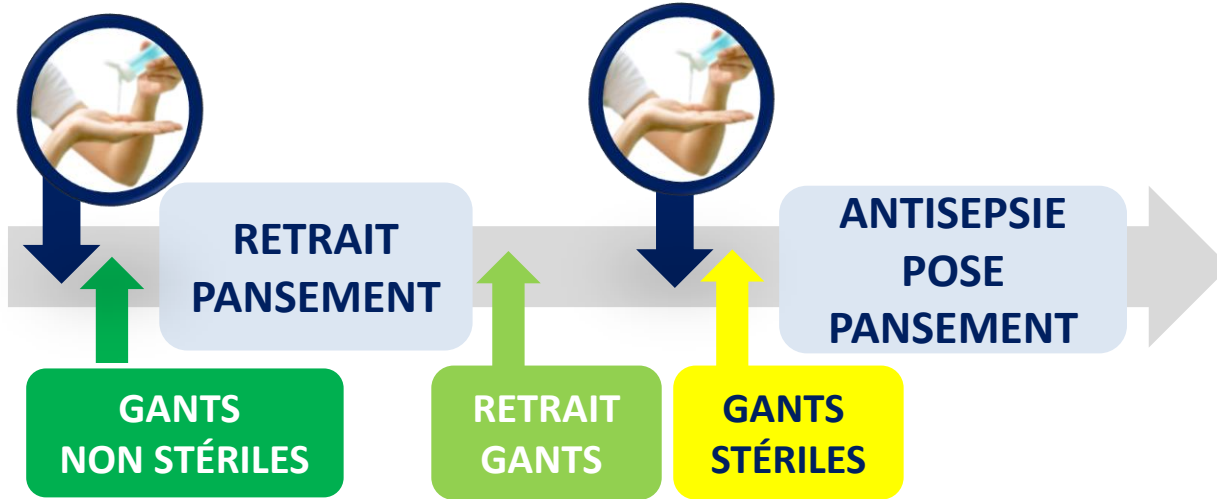 RETRAIT
PANSEMENT
ANTISEPSIE
POSE
PANSEMENT
GANTS
NON STÉRILES
RETRAIT
GANTS
GANTS
STÉRILES